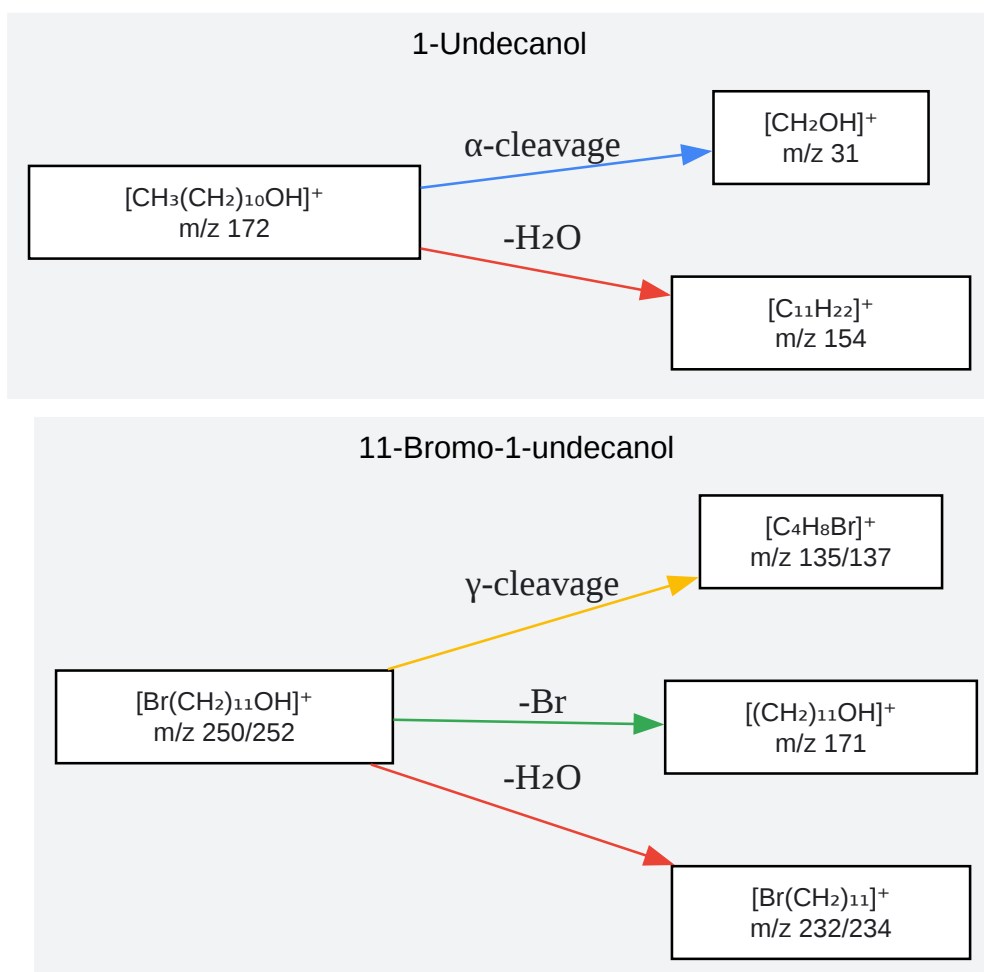 1-Undecanol
α-cleavage
[CH₂OH]⁺
m/z 31
[CH₃(CH₂)₁₀OH]⁺
m/z 172
-H₂O
[C₁₁H₂₂]⁺
m/z 154
11-Bromo-1-undecanol
[C₄H₈Br]⁺
m/z 135/137
γ-cleavage
[Br(CH₂)₁₁OH]⁺
m/z 250/252
-Br
[(CH₂)₁₁OH]⁺
m/z 171
-H₂O
[Br(CH₂)₁₁]⁺
m/z 232/234